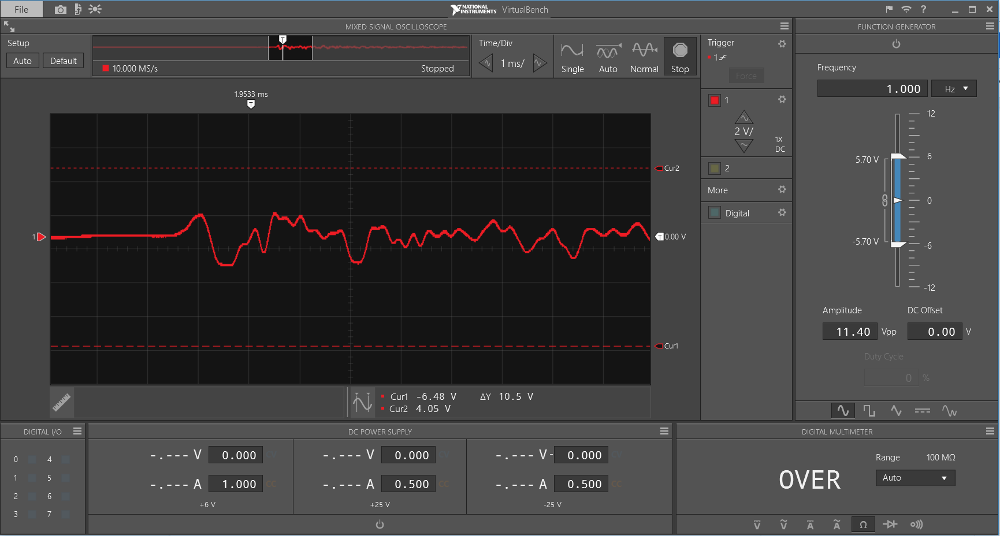 File
NATIONAL INSTRUMENTS VirtualBench
?
MIXED SIGNAL OSCILLOSCOPE
Setup
Auto Default
T
10.000 MS/s Stopped
Time/Div
1 ms/
Single Auto Normal Stop
Trigger
1
Force
1.9533 ms
T
1
Cur2
T 0.00 V
Cur1
1
2 V/
1X
DC
2
More
Digital
Cur1 -6.48 V ΔY 10.5 V
Cur2 4.05 V
FUNCTION GENERATOR
Frequency
1.000 Hz
12
5.70 V 6
0
-5.70 V -6
-12
Amplitude DC Offset
11.40 Vpp 0.00 V
Duty Cycle
0 %
DIGITAL I/O
0 4
1 5
2 6
3 7
DC POWER SUPPLY
-.--- V 0.000 CV -.--- V 0.000 CV -.--- V - 0.000 CV
-.--- A 1.000 CC -.--- A 0.500 CC -.--- A 0.500 CC
+6 V +25 V -25 V
DIGITAL MULTIMETER
Range 100 MΩ
OVER
Auto
V V A A Ω